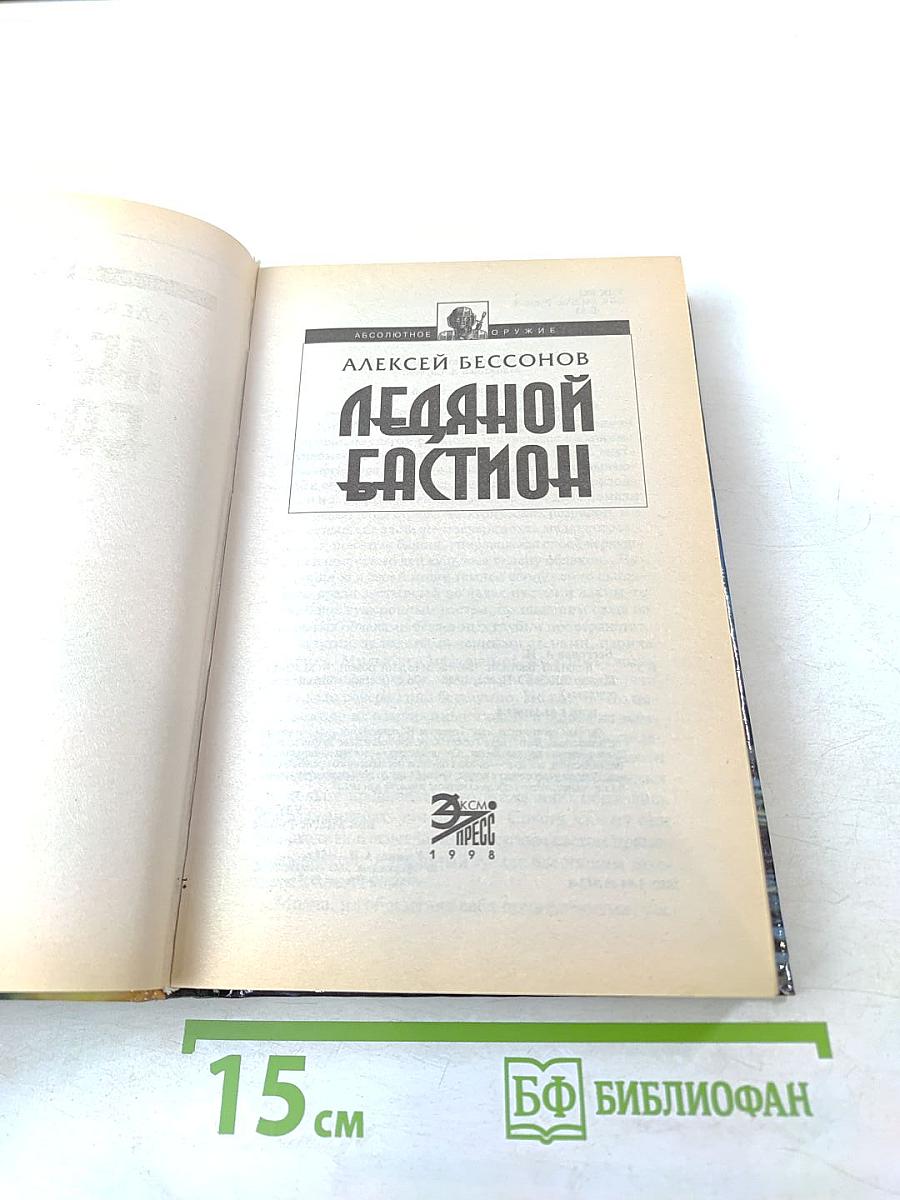 АБСОЛЮТНОЕ ОРУЖИЕ
АЛЕКСЕЙ БЕССОНОВ
ЛЕДЯНОЙ
БАСТИОН
ЭКСМО
ПРЕСС
1998
15 см
БФ БИБЛИОФАН